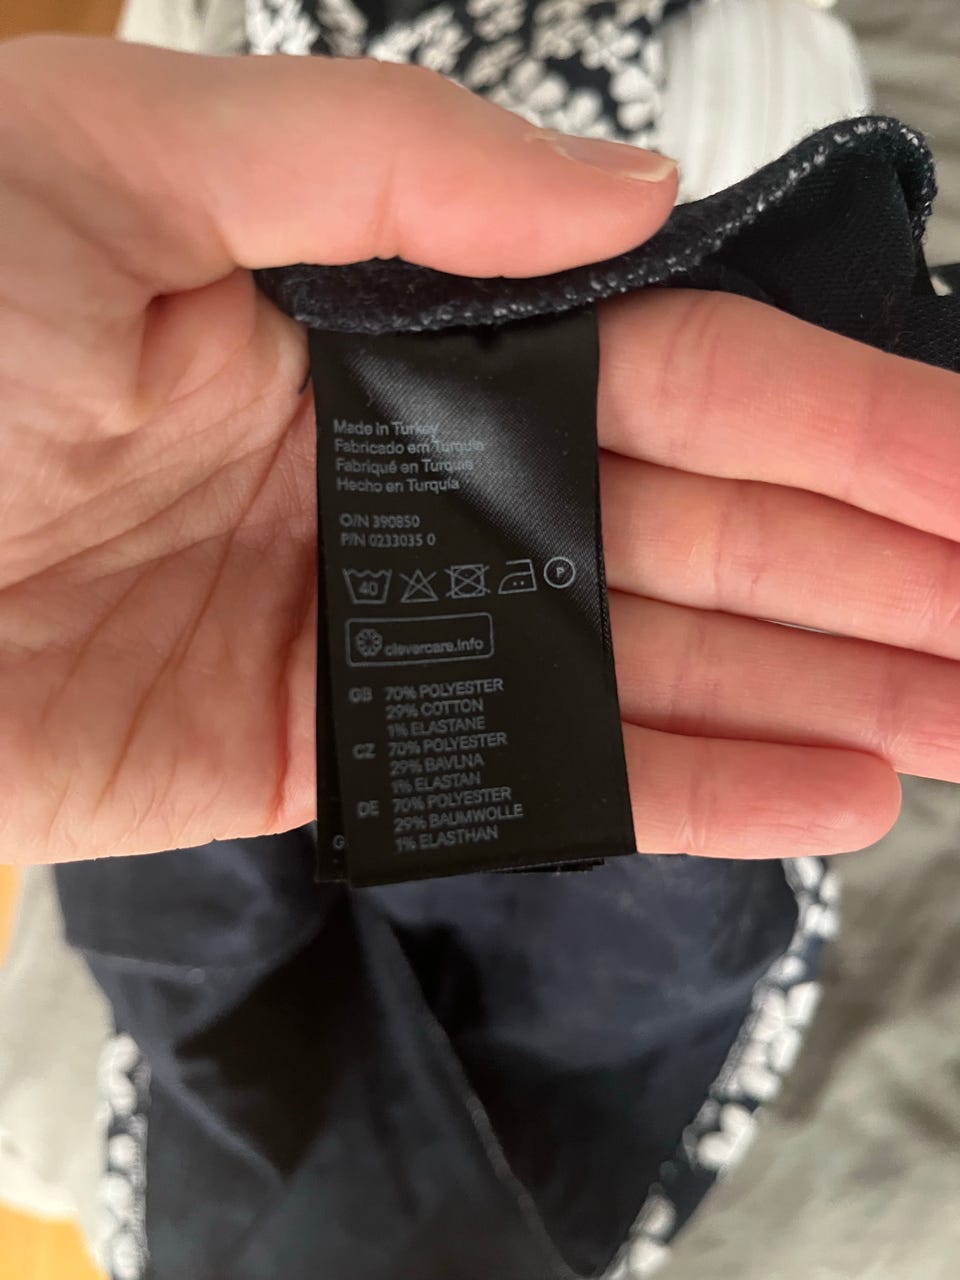 Made in Turkey
Fabricado em Turquia
Fabriqué en Turquie
Hecho en Turquía
O/N 390850
P/N 0233035 0
40 P
clevercare.info
GB 70% POLYESTER
29% COTTON
1% ELASTANE
CZ 70% POLYESTER
29% BAVLNA
1% ELASTAN
DE 70% POLYESTER
29% BAUMWOLLE
1% ELASTHAN
G